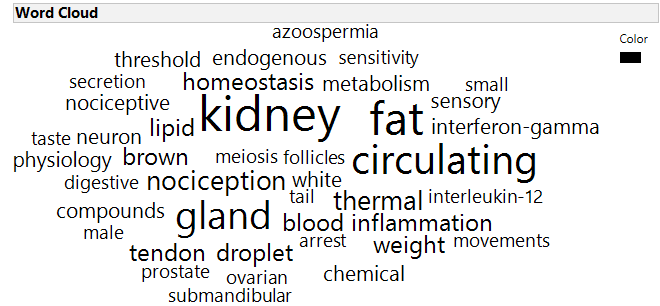 Word Cloud
azoospermia
Color
threshold endogenous sensitivity
secretion homeostasis metabolism small
nociceptive kidney fat sensory
taste neuron lipid interferon-gamma
physiology brown meiosis follicles circulating
digestive nociception white
compounds gland tail thermal interleukin-12
male blood inflammation
tendon droplet arrest weight movements
prostate ovarian chemical
submandibular